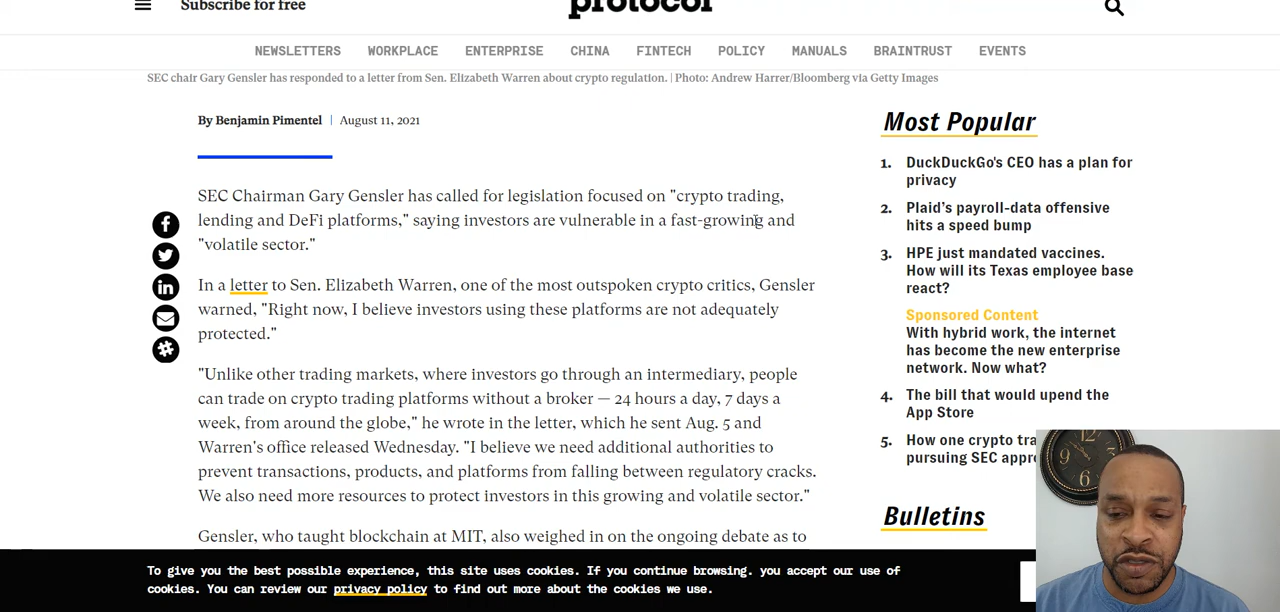 Subscribe for free
protocol
NEWSLETTERS WORKPLACE ENTERPRISE CHINA FINTECH POLICY MANUALS BRAINTRUST EVENTS
SEC chair Gary Gensler has responded to a letter from Sen. Elizabeth Warren about crypto regulation. | Photo: Andrew Harrer/Bloomberg via Getty Images
By Benjamin Pimentel | August 11, 2021
SEC Chairman Gary Gensler has called for legislation focused on "crypto trading,
lending and DeFi platforms," saying investors are vulnerable in a fast-growing and
"volatile sector."
In a letter to Sen. Elizabeth Warren, one of the most outspoken crypto critics, Gensler
warned, "Right now, I believe investors using these platforms are not adequately
protected."
"Unlike other trading markets, where investors go through an intermediary, people
can trade on crypto trading platforms without a broker — 24 hours a day, 7 days a
week, from around the globe," he wrote in the letter, which he sent Aug. 5 and
Warren's office released Wednesday. "I believe we need additional authorities to
prevent transactions, products, and platforms from falling between regulatory cracks.
We also need more resources to protect investors in this growing and volatile sector."
Gensler, who taught blockchain at MIT, also weighed in on the ongoing debate as to
Most Popular
1. DuckDuckGo's CEO has a plan for
privacy
2. Plaid's payroll-data offensive
hits a speed bump
3. HPE just mandated vaccines.
How will its Texas employee base
react?
Sponsored Content
With hybrid work, the internet
has become the new enterprise
network. Now what?
4. The bill that would upend the
App Store
5. How one crypto tra
pursuing SEC appro
Bulletins
To give you the best possible experience, this site uses cookies. If you continue browsing. you accept our use of
cookies. You can review our privacy policy to find out more about the cookies we use.